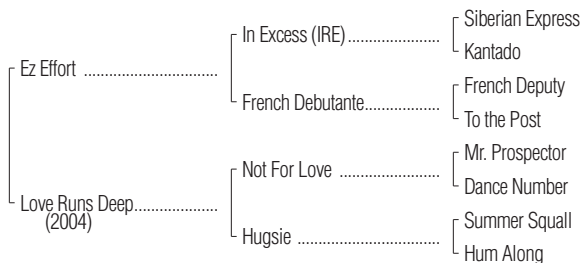 Siberian Express
In Excess (IRE)
Kantado
Ez Effort
French Deputy
French Debutante
To the Post
Mr. Prospector
Not For Love
Dance Number
Love Runs Deep
(2004)
Summer Squall
Hugsie
Hum Along